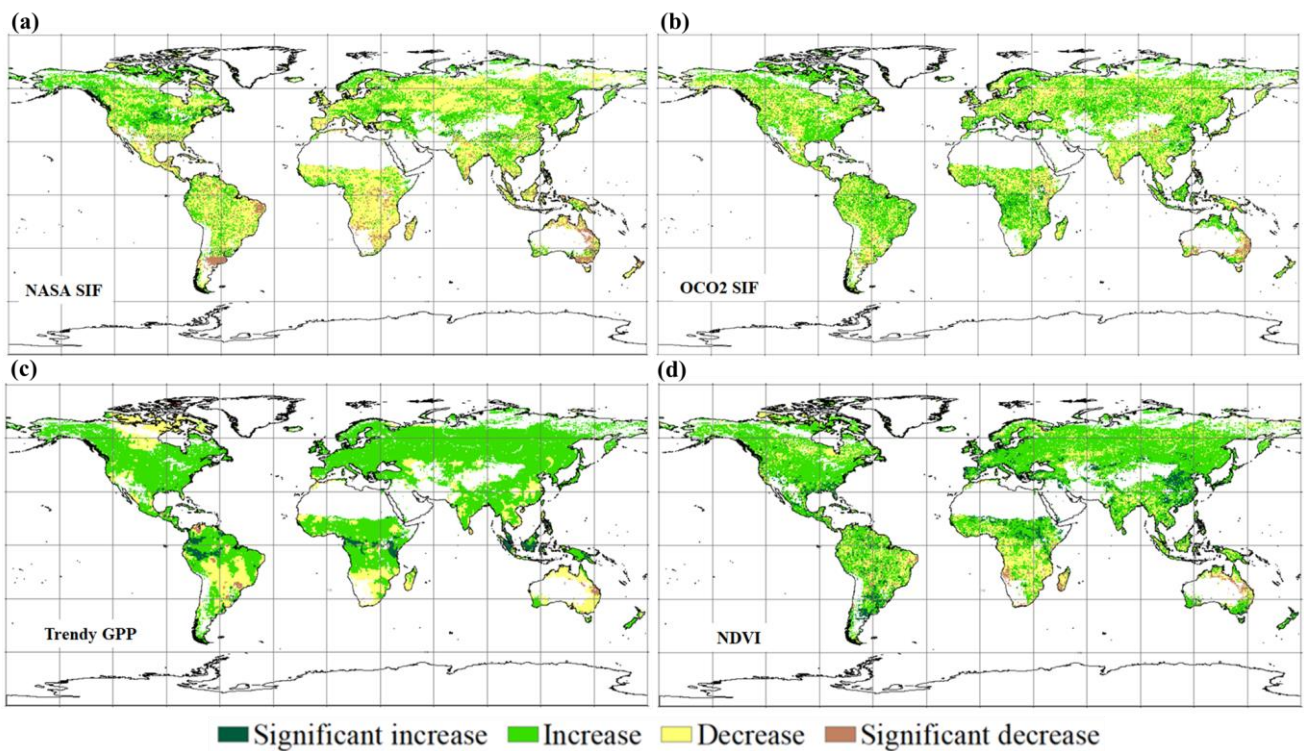 (a)
(b)
NASA SIF
OCO2 SIF
(c)
(d)
Trendy GPP
NDVI
Significant increase Increase Decrease Significant decrease